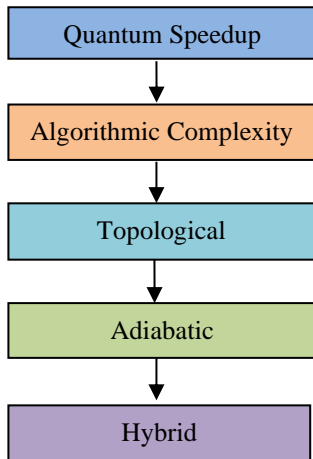 Quantum Speedup
Algorithmic Complexity
Topological
Adiabatic
Hybrid